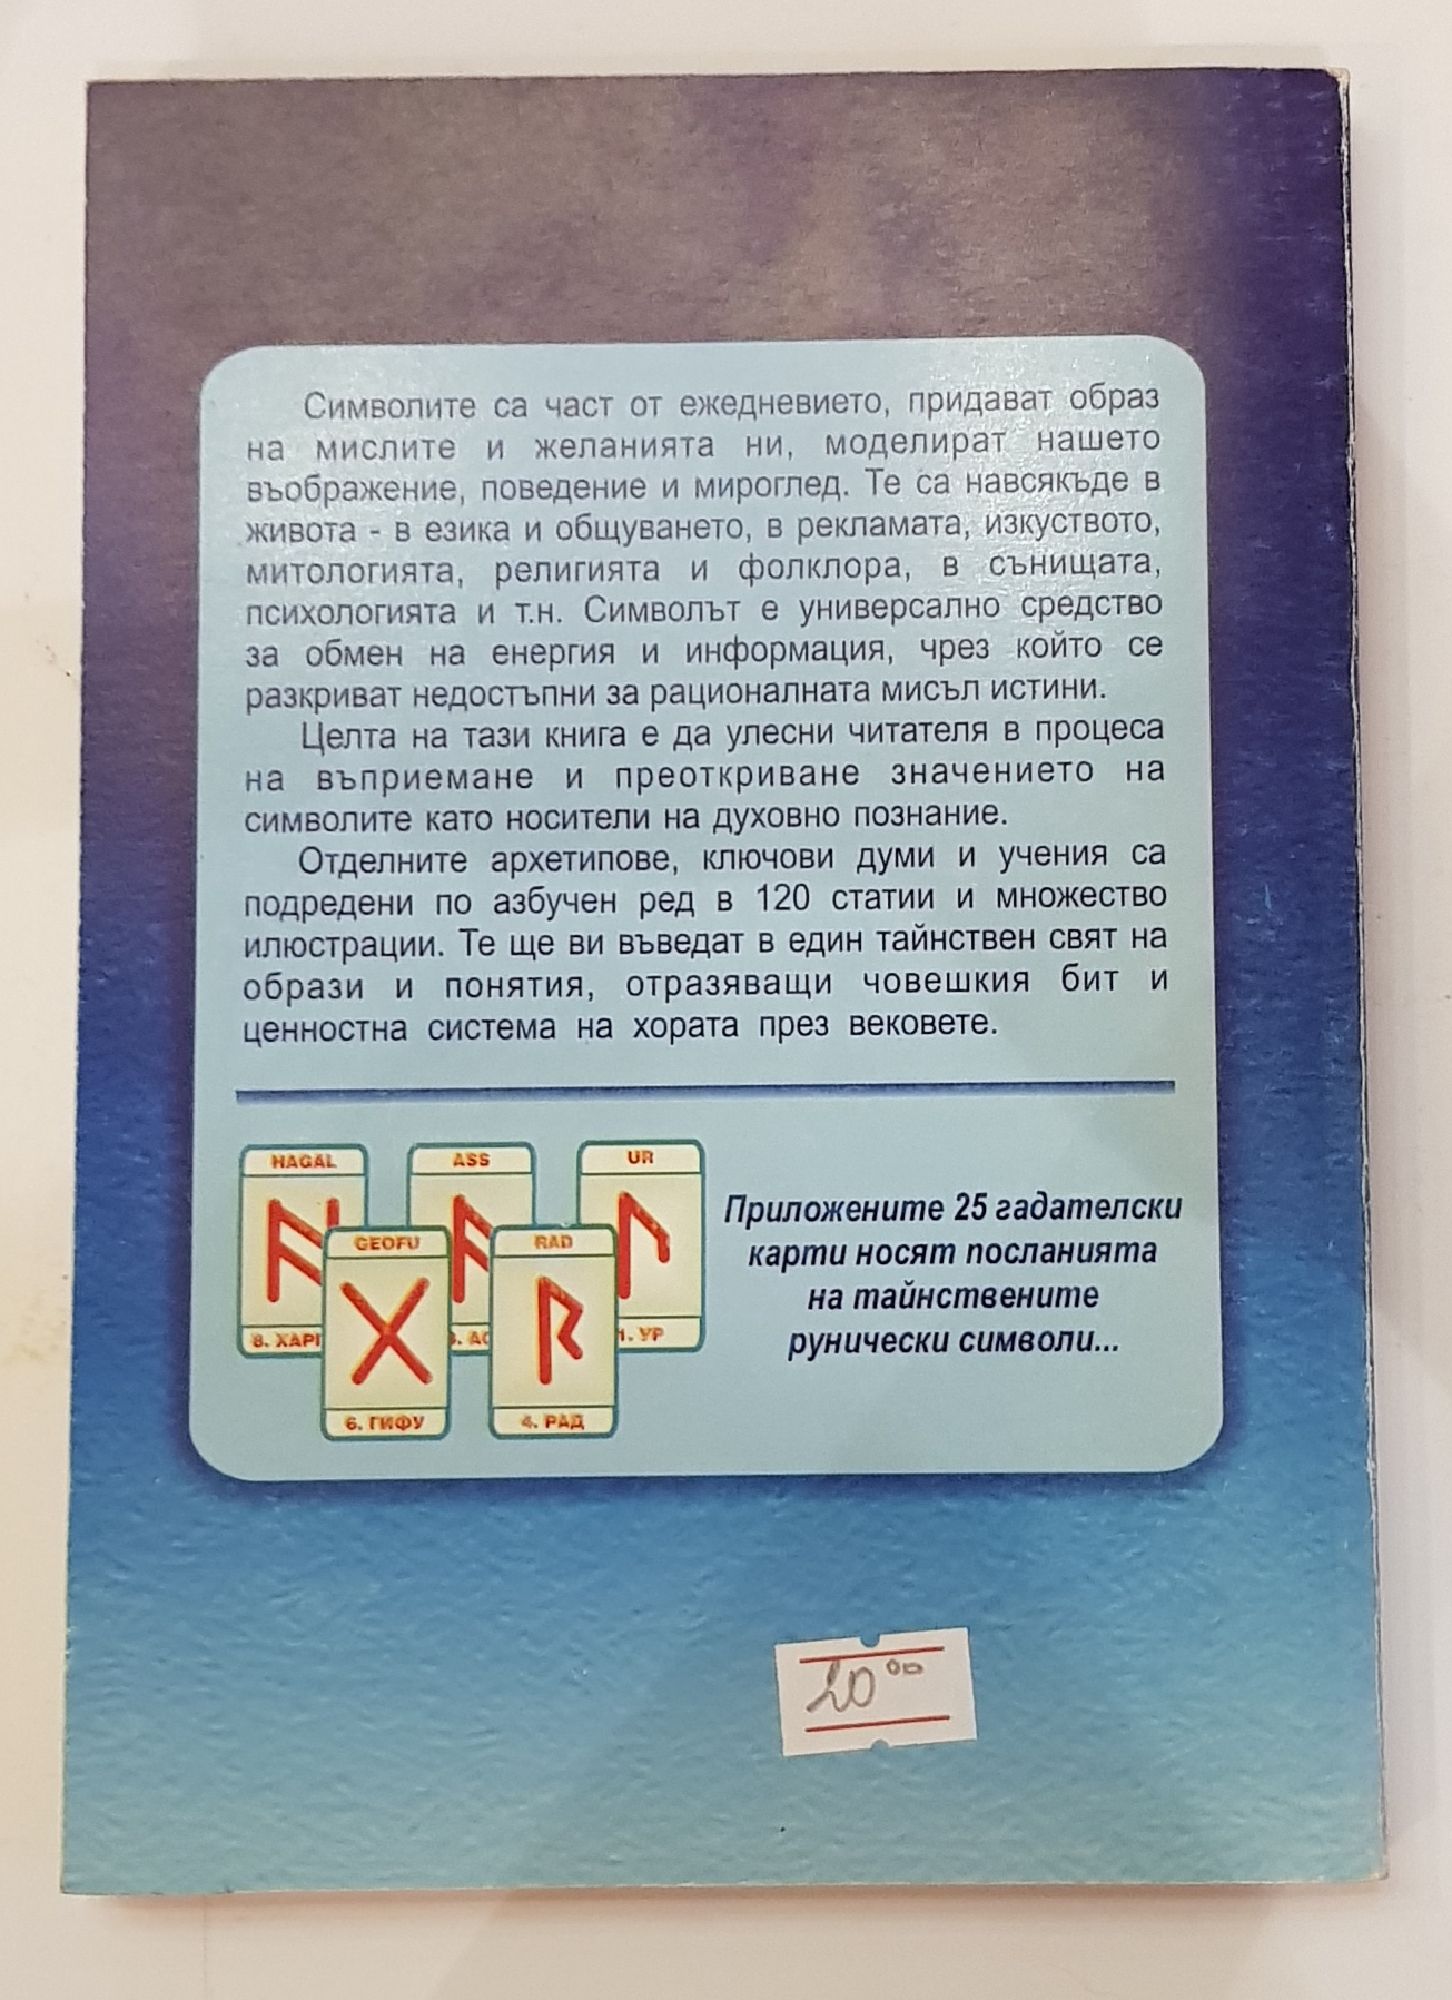 Символите са част от ежедневието, придават образ
на мислите и желанията ни, моделират нашето
въображение, поведение и мироглед. Те са навсякъде в
живота - в езика и общуването, в рекламата, изкуството,
митологията, религията и фолклора, в сънищата,
психологията и т.н. Символът е универсално средство
за обмен на енергия и информация, чрез който се
разкриват недостъпни за рационалната мисъл истини.
Целта на тази книга е да улесни читателя в процеса
на въприемане и преоткриване значението на
символите като носители на духовно познание.
Отделните архетипове, ключови думи и учения са
подредени по азбучен ред в 120 статии и множество
илюстрации. Те ще ви въведат в един тайнствен свят на
образи и понятия, отразяващи човешкия бит и
ценностна система на хората през вековете.
HAGAL
ASS
UR
GEOFU
RAD
1. УР
6. ГИФУ
4. РАД
Приложените 25 гадателски
карти носят посланията
на тайнствените
рунически символи...
20 00